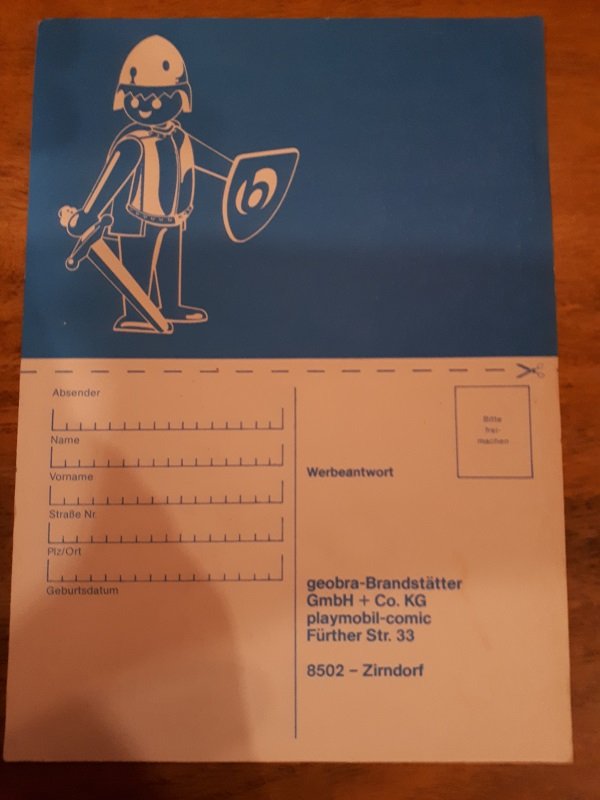 Absender
Name
Vorname
Straße Nr.
Plz/Ort
Geburtsdatum
Bitte
frei-
machen
Werbeantwort
geobra-Brandstätter
GmbH + Co. KG
playmobil-comic
Fürther Str. 33
8502 – Zirndorf